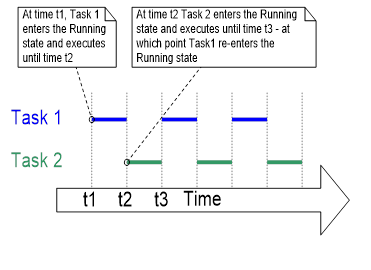 At time t1, Task 1
enters the Running
state and executes
until time t2
At time t2 Task 2 enters the Running
state and executes until time t3 - at
which point Task1 re-enters the
Running state
Task 1
Task 2
t1 t2 t3 Time